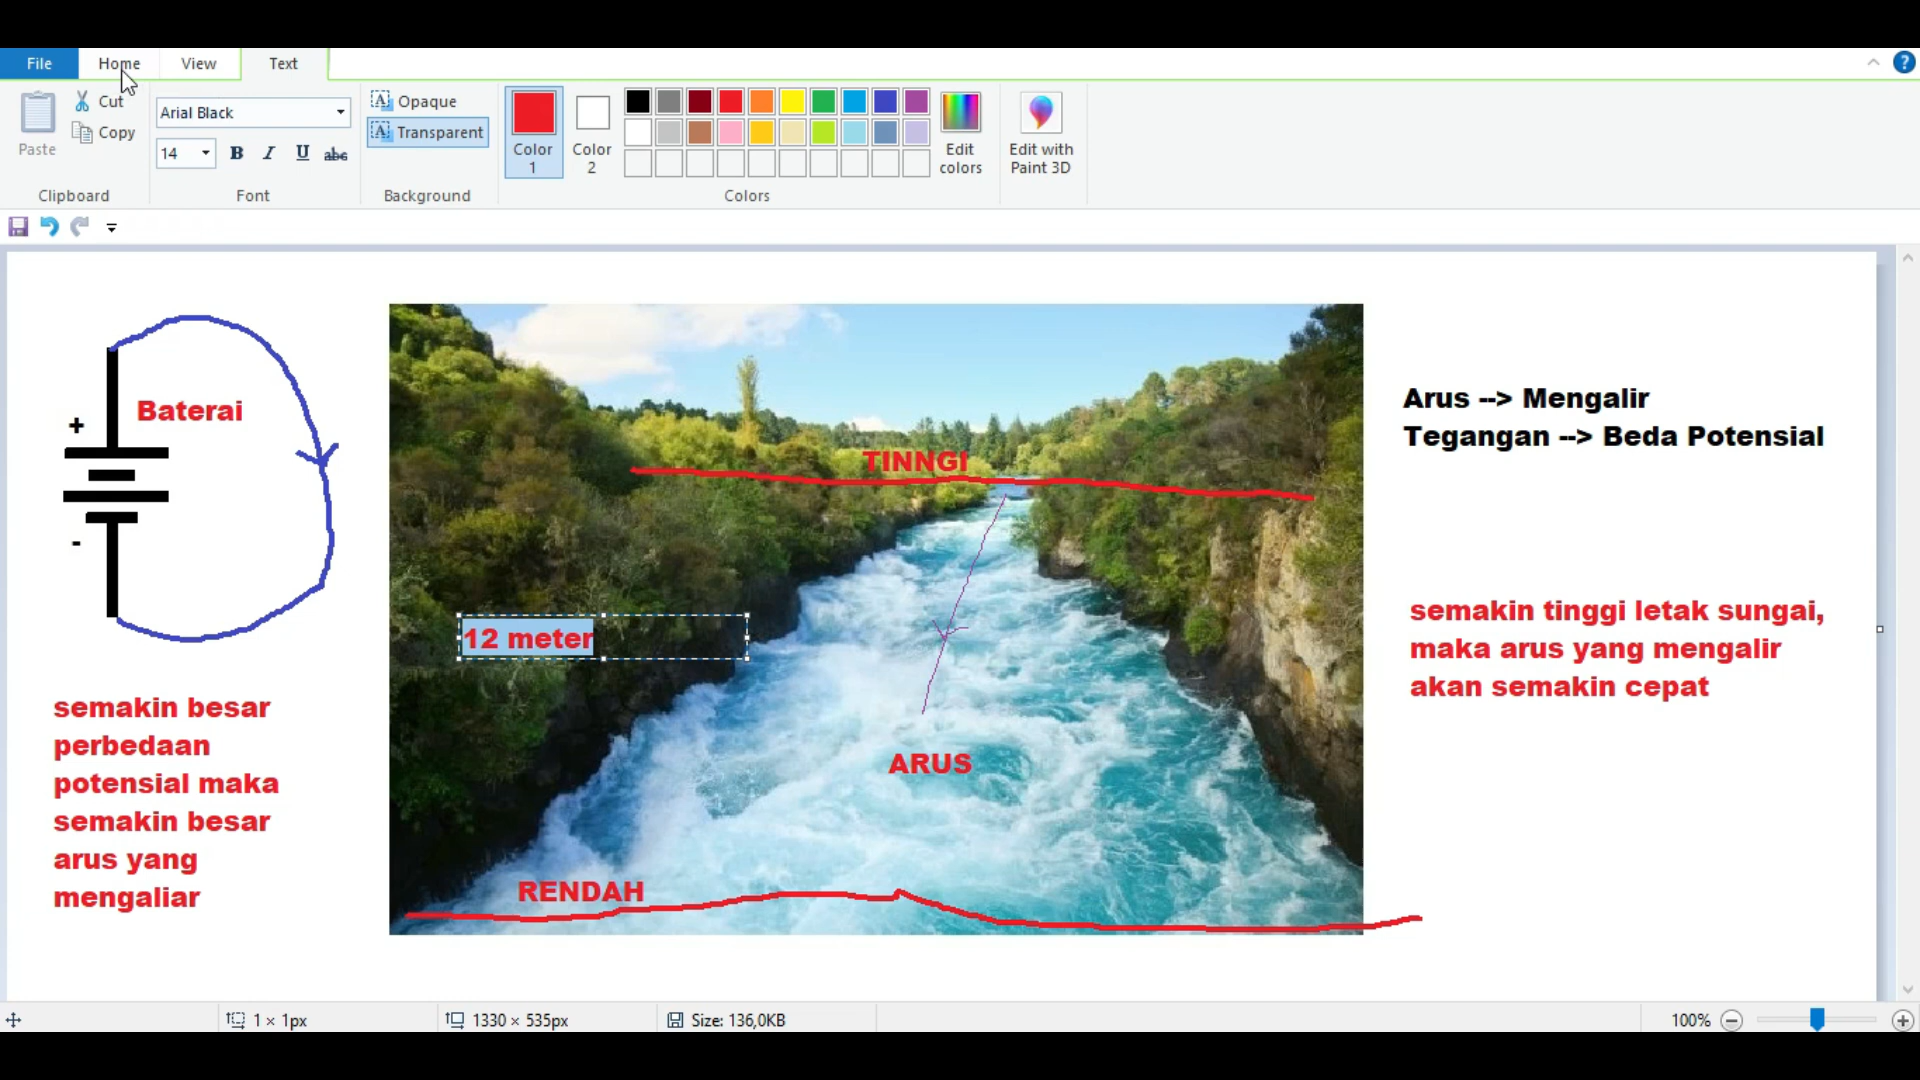 File Home View Text
Paste
Cut
Copy
Clipboard
Arial Black
14 B I U abc
Font
Opaque
Transparent
Background
Color 1
Color 2
Edit colors
Colors
Edit with Paint 3D
Baterai
+
-
semakin besar
perbedaan
potensial maka
semakin besar
arus yang
mengaliar
TINNGI
12 meter
ARUS
RENDAH
Arus --> Mengalir
Tegangan --> Beda Potensial
semakin tinggi letak sungai,
maka arus yang mengalir
akan semakin cepat
1 × 1px
1330 × 535px
Size: 136,0KB
100%